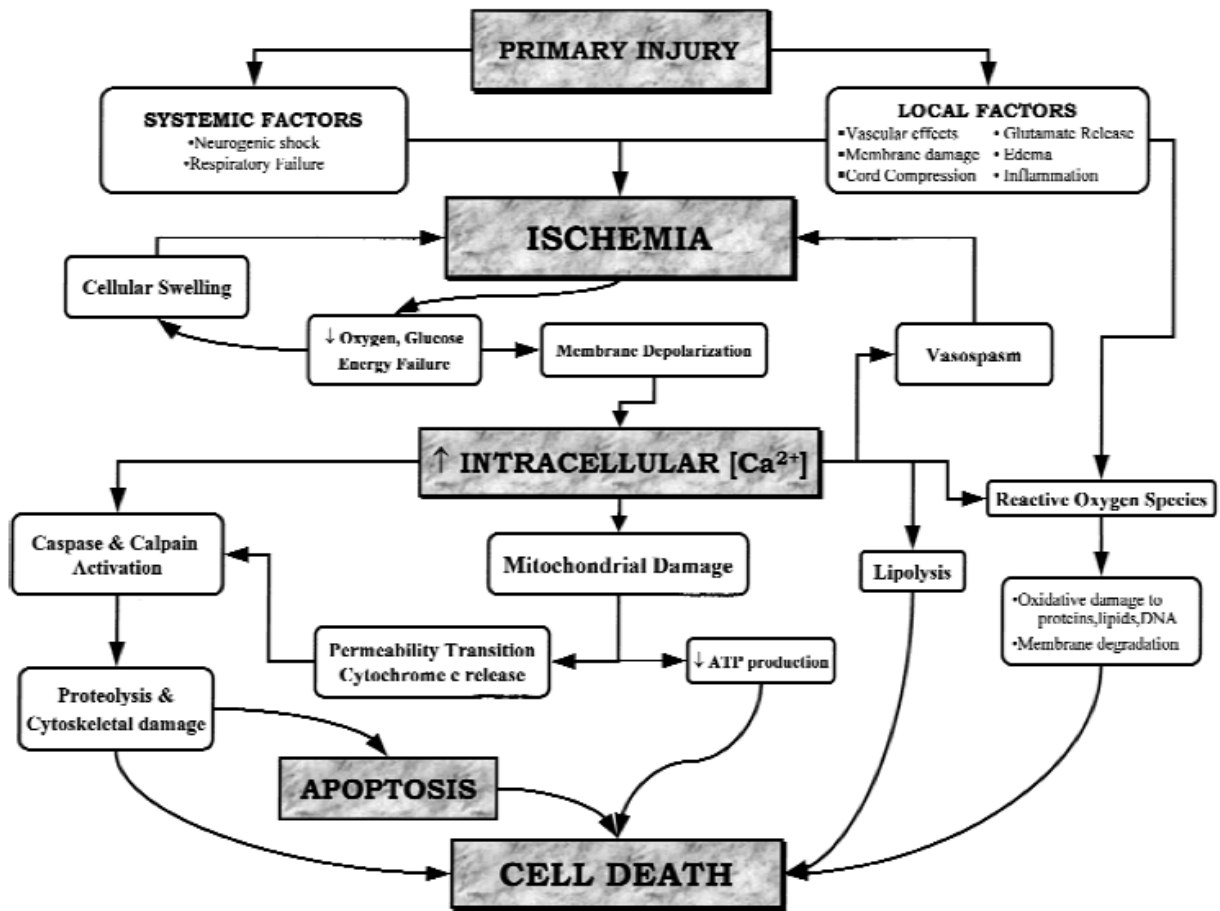 PRIMARY INJURY
SYSTEMIC FACTORS
•Neurogenic shock
•Respiratory Failure
LOCAL FACTORS
▪Vascular effects • Glutamate Release
▪Membrane damage • Edema
▪Cord Compression • Inflammation
ISCHEMIA
Cellular Swelling
↓ Oxygen, Glucose
Energy Failure
Membrane Depolarization
Vasospasm
↑ INTRACELLULAR [Ca²⁺]
Reactive Oxygen Species
Caspase & Calpain
Activation
Mitochondrial Damage
Lipolysis
•Oxidative damage to
proteins,lipids,DNA
•Membrane degradation
Permeability Transition
Cytochrome c release
↓ ATP production
Proteolysis &
Cytoskeletal damage
APOPTOSIS
CELL DEATH